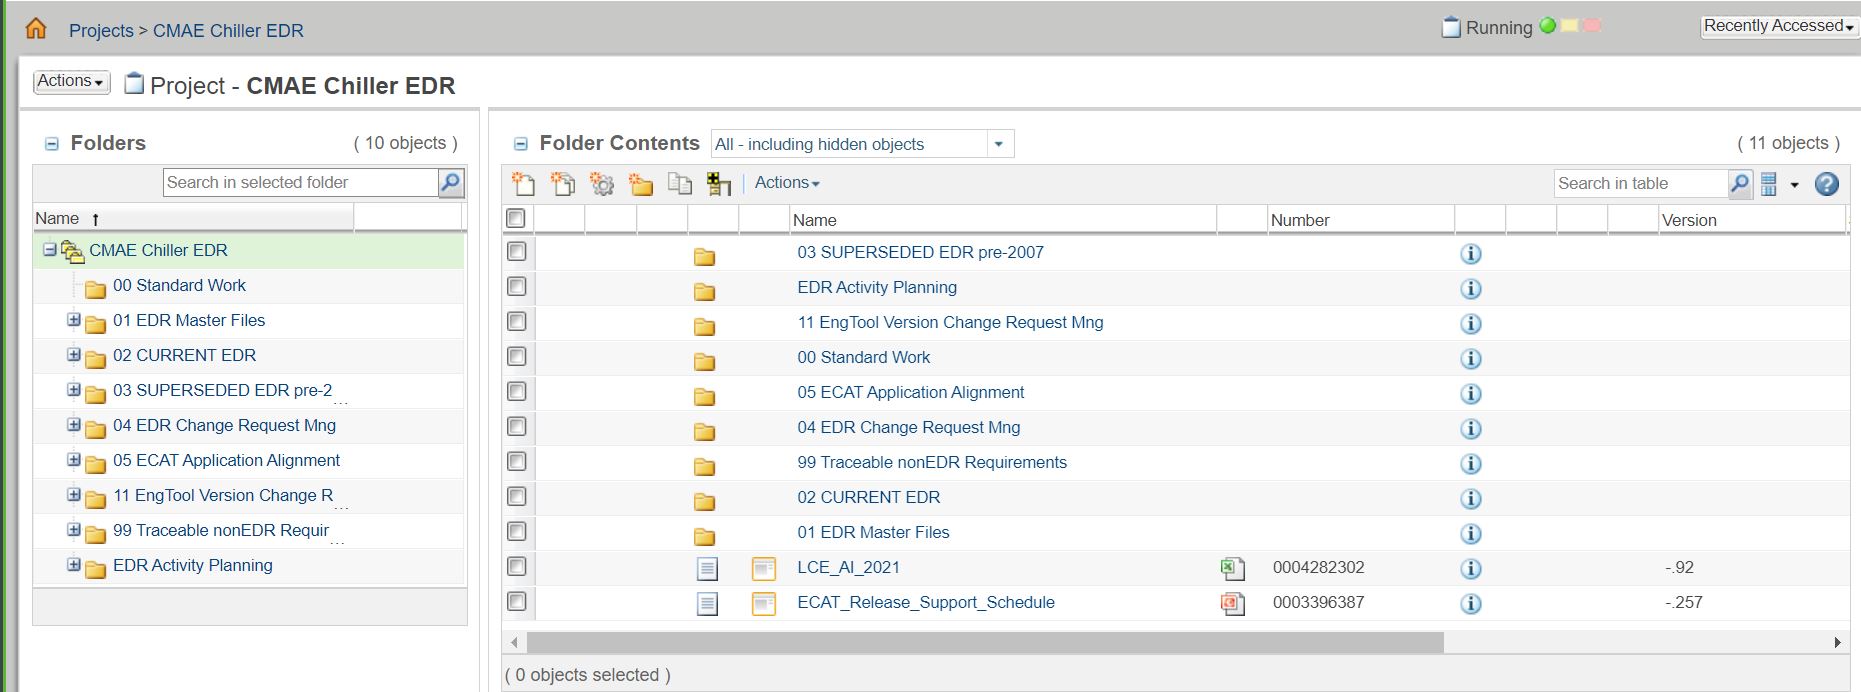 Projects > CMAE Chiller EDR
Running
Recently Accessed
Actions
Project - CMAE Chiller EDR
Folders
( 10 objects )
Search in selected folder
Name
CMAE Chiller EDR
00 Standard Work
01 EDR Master Files
02 CURRENT EDR
03 SUPERSEDED EDR pre-2...
04 EDR Change Request Mng
05 ECAT Application Alignment
11 EngTool Version Change R...
99 Traceable nonEDR Requir...
EDR Activity Planning
Folder Contents
All - including hidden objects
( 11 objects )
Actions
Search in table
Name Number Version
03 SUPERSEDED EDR pre-2007
EDR Activity Planning
11 EngTool Version Change Request Mng
00 Standard Work
05 ECAT Application Alignment
04 EDR Change Request Mng
99 Traceable nonEDR Requirements
02 CURRENT EDR
01 EDR Master Files
LCE_AI_2021 0004282302 -.92
ECAT_Release_Support_Schedule 0003396387 -.257
( 0 objects selected )